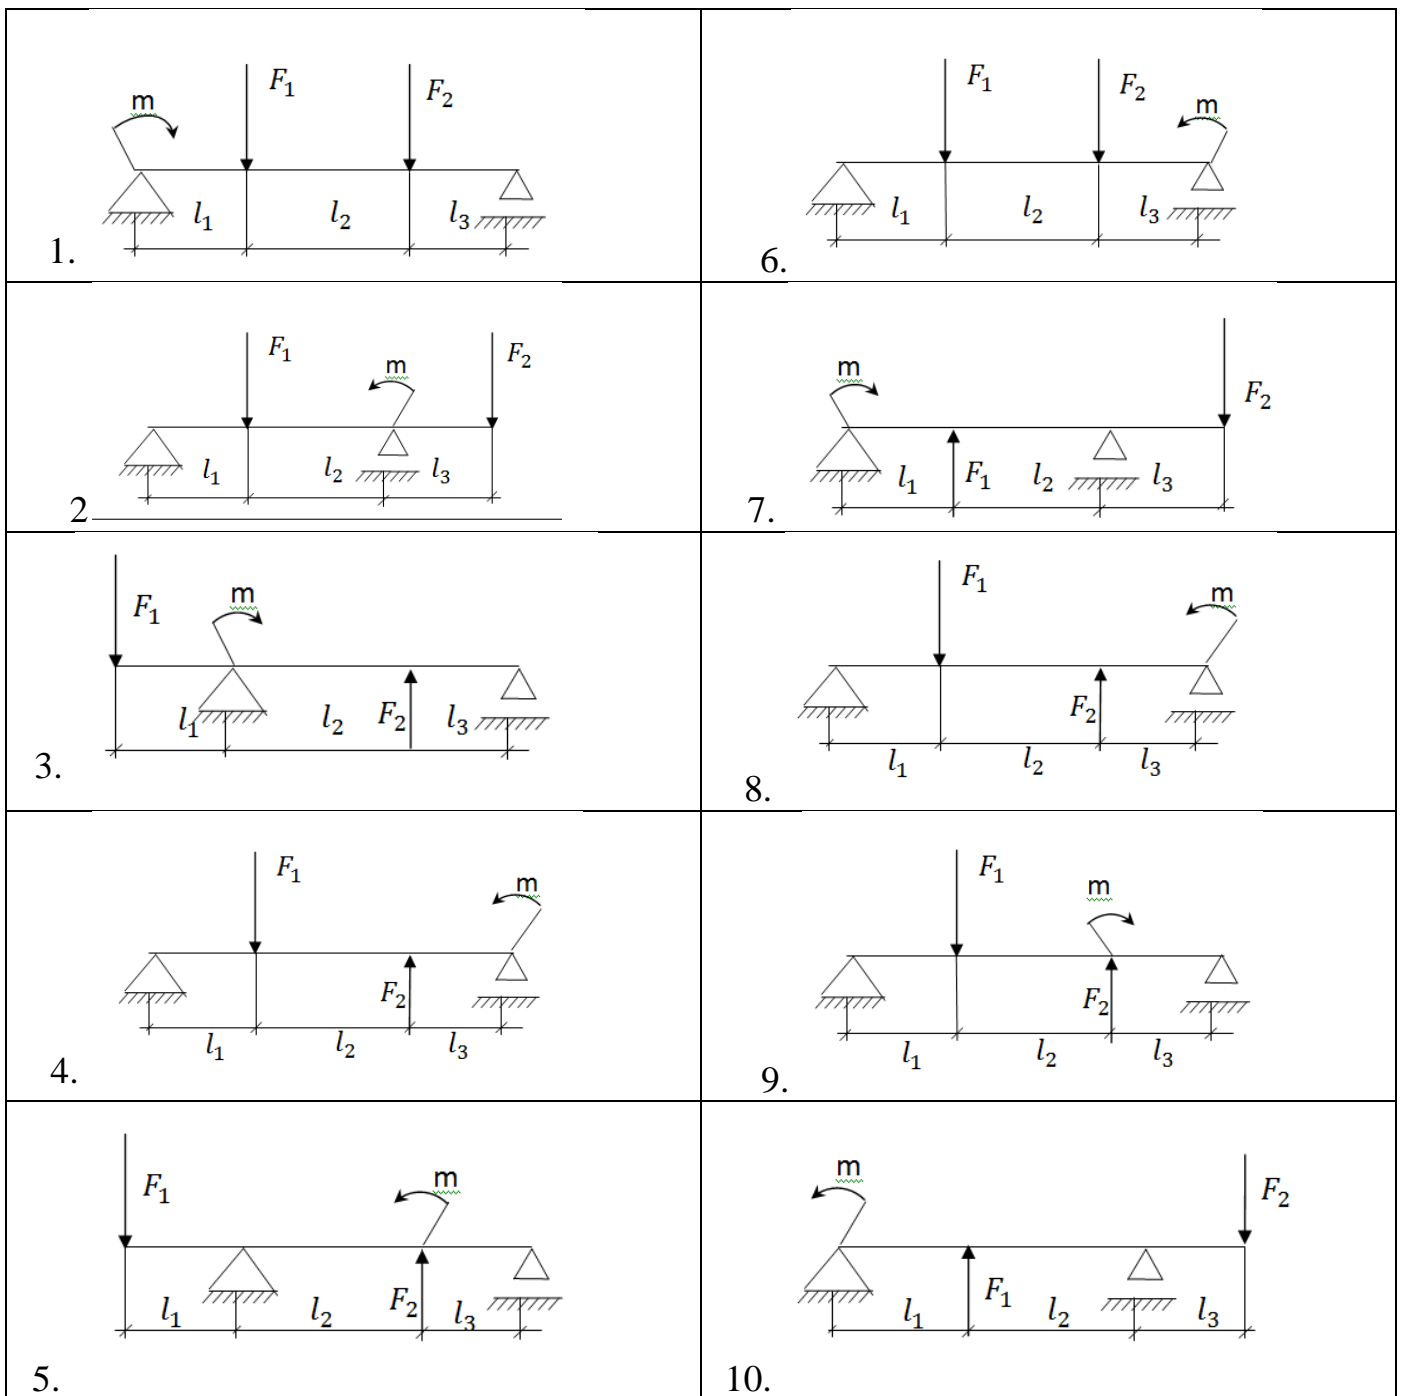 F₁
m
F₂
l₁
l₂
l₃
1.
F₁
F₂
m
l₁
l₂
l₃
6.
F₁
F₂
m
l₁
l₂
l₃
2
m
F₂
l₁
F₁
l₂
l₃
7.
F₁
m
l₁
l₂
F₂
l₃
3.
F₁
m
F₂
l₁
l₂
l₃
8.
F₁
m
F₂
l₁
l₂
l₃
4.
F₁
m
F₂
l₁
l₂
l₃
9.
F₁
m
l₁
l₂
F₂
l₃
5.
m
F₂
l₁
F₁
l₂
l₃
10.